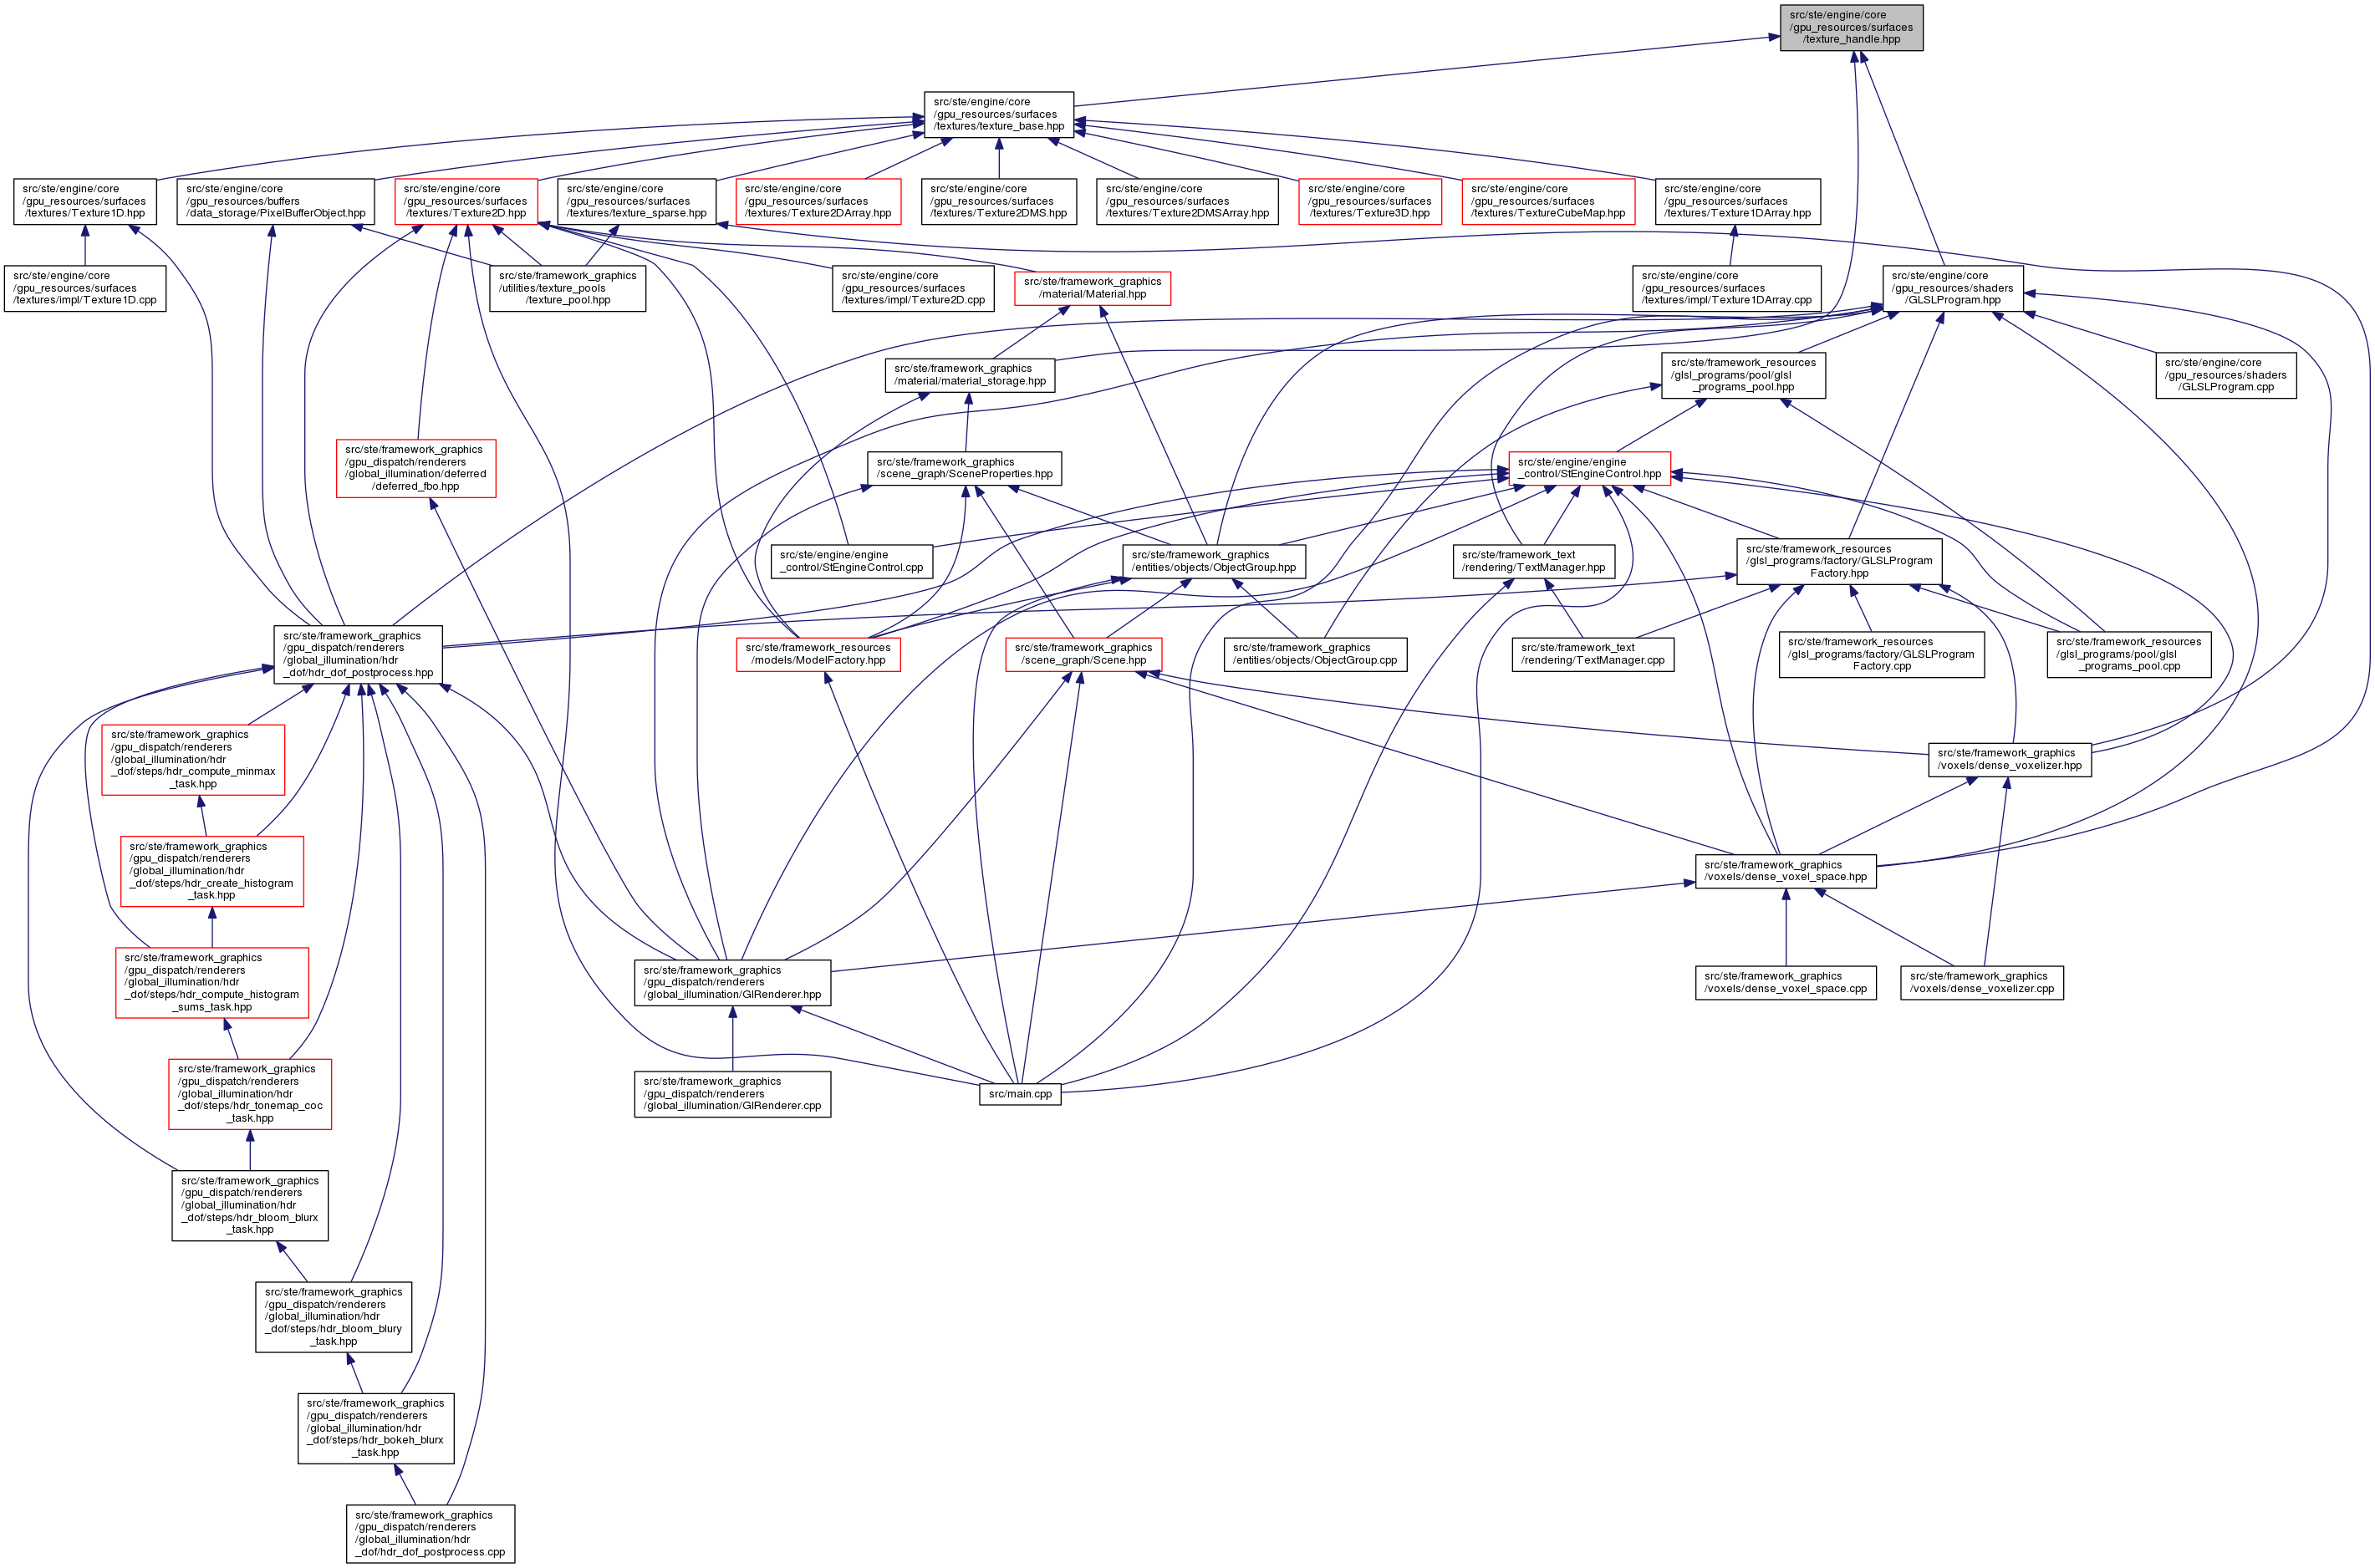 src/ste/engine/core
/gpu_resources/surfaces
/texture_handle.hpp
src/ste/engine/core
/gpu_resources/surfaces
/textures/texture_base.hpp
src/ste/engine/core
/gpu_resources/surfaces
/textures/Texture1D.hpp
src/ste/engine/core
/gpu_resources/buffers
/data_storage/PixelBufferObject.hpp
src/ste/engine/core
/gpu_resources/surfaces
/textures/Texture2D.hpp
src/ste/engine/core
/gpu_resources/surfaces
/textures/texture_sparse.hpp
src/ste/engine/core
/gpu_resources/surfaces
/textures/Texture2DArray.hpp
src/ste/engine/core
/gpu_resources/surfaces
/textures/Texture2DMS.hpp
src/ste/engine/core
/gpu_resources/surfaces
/textures/Texture2DMSArray.hpp
src/ste/engine/core
/gpu_resources/surfaces
/textures/Texture3D.hpp
src/ste/engine/core
/gpu_resources/surfaces
/textures/TextureCubeMap.hpp
src/ste/engine/core
/gpu_resources/surfaces
/textures/Texture1DArray.hpp
src/ste/engine/core
/gpu_resources/surfaces
/textures/impl/Texture1D.cpp
src/ste/framework_graphics
/utilities/texture_pools
/texture_pool.hpp
src/ste/engine/core
/gpu_resources/surfaces
/textures/impl/Texture2D.cpp
src/ste/framework_graphics
/material/Material.hpp
src/ste/engine/core
/gpu_resources/surfaces
/textures/impl/Texture1DArray.cpp
src/ste/engine/core
/gpu_resources/shaders
/GLSLProgram.hpp
src/ste/framework_graphics
/material/material_storage.hpp
src/ste/framework_resources
/glsl_programs/pool/glsl
_programs_pool.hpp
src/ste/engine/core
/gpu_resources/shaders
/GLSLProgram.cpp
src/ste/framework_graphics
/gpu_dispatch/renderers
/global_illumination/deferred
/deferred_fbo.hpp
src/ste/framework_graphics
/scene_graph/SceneProperties.hpp
src/ste/engine/engine
_control/StEngineControl.hpp
src/ste/engine/engine
_control/StEngineControl.cpp
src/ste/framework_graphics
/entities/objects/ObjectGroup.hpp
src/ste/framework_text
/rendering/TextManager.hpp
src/ste/framework_resources
/glsl_programs/factory/GLSLProgram
Factory.hpp
src/ste/framework_graphics
/gpu_dispatch/renderers
/global_illumination/hdr
_dof/hdr_dof_postprocess.hpp
src/ste/framework_resources
/models/ModelFactory.hpp
src/ste/framework_graphics
/scene_graph/Scene.hpp
src/ste/framework_graphics
/entities/objects/ObjectGroup.cpp
src/ste/framework_text
/rendering/TextManager.cpp
src/ste/framework_resources
/glsl_programs/factory/GLSLProgram
Factory.cpp
src/ste/framework_resources
/glsl_programs/pool/glsl
_programs_pool.cpp
src/ste/framework_graphics
/gpu_dispatch/renderers
/global_illumination/hdr
_dof/steps/hdr_compute_minmax
_task.hpp
src/ste/framework_graphics
/voxels/dense_voxelizer.hpp
src/ste/framework_graphics
/gpu_dispatch/renderers
/global_illumination/hdr
_dof/steps/hdr_create_histogram
_task.hpp
src/ste/framework_graphics
/voxels/dense_voxel_space.hpp
src/ste/framework_graphics
/gpu_dispatch/renderers
/global_illumination/hdr
_dof/steps/hdr_compute_histogram
_sums_task.hpp
src/ste/framework_graphics
/gpu_dispatch/renderers
/global_illumination/GIRenderer.hpp
src/ste/framework_graphics
/voxels/dense_voxel_space.cpp
src/ste/framework_graphics
/voxels/dense_voxelizer.cpp
src/ste/framework_graphics
/gpu_dispatch/renderers
/global_illumination/hdr
_dof/steps/hdr_tonemap_coc
_task.hpp
src/ste/framework_graphics
/gpu_dispatch/renderers
/global_illumination/GIRenderer.cpp
src/main.cpp
src/ste/framework_graphics
/gpu_dispatch/renderers
/global_illumination/hdr
_dof/steps/hdr_bloom_blurx
_task.hpp
src/ste/framework_graphics
/gpu_dispatch/renderers
/global_illumination/hdr
_dof/steps/hdr_bloom_blury
_task.hpp
src/ste/framework_graphics
/gpu_dispatch/renderers
/global_illumination/hdr
_dof/steps/hdr_bokeh_blurx
_task.hpp
src/ste/framework_graphics
/gpu_dispatch/renderers
/global_illumination/hdr
_dof/hdr_dof_postprocess.cpp